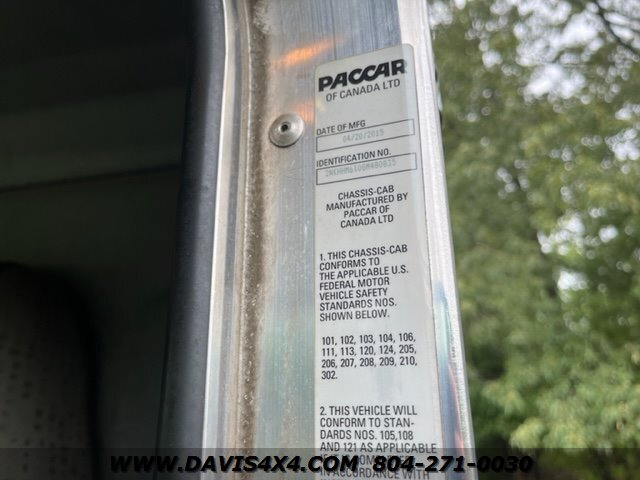 PACCAR
OF CANADA LTD
DATE OF MFG
04/20/2015
IDENTIFICATION NO.
CHASSIS-CAB
MANUFACTURED BY
PACCAR OF
CANADA LTD
1. THIS CHASSIS-CAB
CONFORMS TO
THE APPLICABLE U.S.
FEDERAL MOTOR
VEHICLE SAFETY
STANDARDS NOS.
SHOWN BELOW.
101, 102, 103, 104, 106,
111, 113, 120, 124, 205,
206, 207, 208, 209, 210,
302.
2. THIS VEHICLE WILL
CONFORM TO STAN-
DARDS NOS. 105,108
AND 121 AS APPLICABLE
WWW.DAVIS4X4.COM 804-271-0030